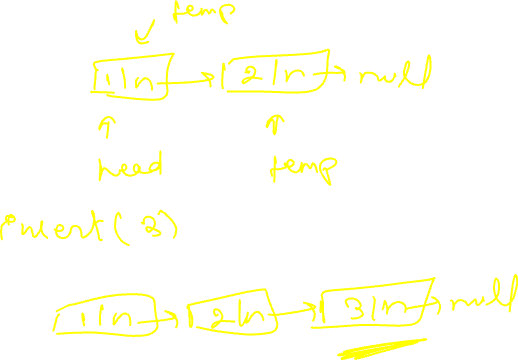 temp
1|n 2|n null
head temp
insert(3)
1|n 2|n 3|n null